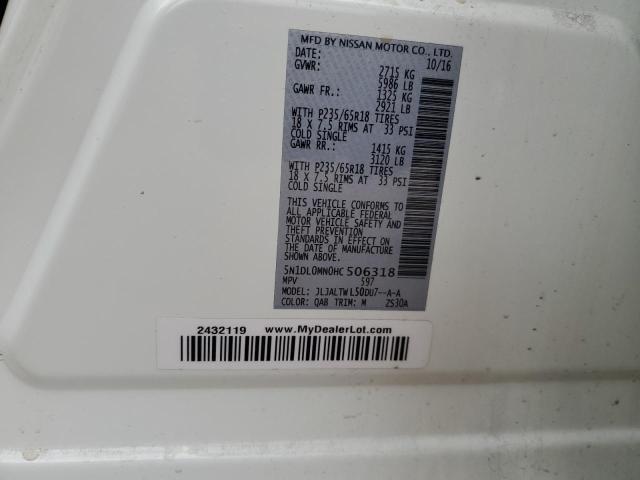 MFD BY NISSAN MOTOR CO., LTD.
DATE: 10/16
GVWR: 2715 KG
5986 LB
GAWR FR.: 1325 KG
2921 LB
WITH P235/65R18 TIRES
18 X 7.5 RIMS AT 33 PSI
COLD SINGLE
GAWR RR.: 1415 KG
3120 LB
WITH P235/65R18 TIRES
18 X 7.5 RIMS AT 33 PSI
COLD SINGLE
THIS VEHICLE CONFORMS TO
ALL APPLICABLE FEDERAL
MOTOR VEHICLE SAFETY AND
THEFT PREVENTION
STANDARDS IN EFFECT ON
THE DATE OF MANUFACTURE
SHOWN ABOVE.
5N1DL0MN0HC506318
MPV 597
MODEL: JLJALTWL50DU7--A-A
COLOR: QAB TRIM: M ZS30A
2432119 www.MyDealerLot.com